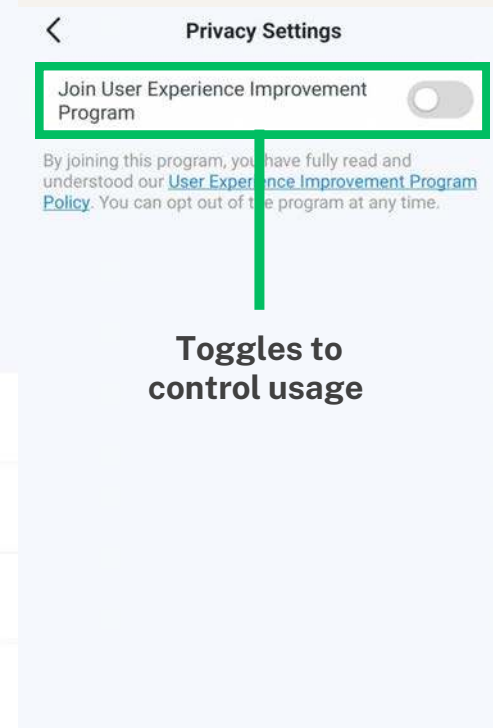 Privacy Settings
Join User Experience Improvement
Program
By joining this program, you have fully read and
understood our User Experience Improvement Program
Policy. You can opt out of the program at any time.
Toggles to
control usage